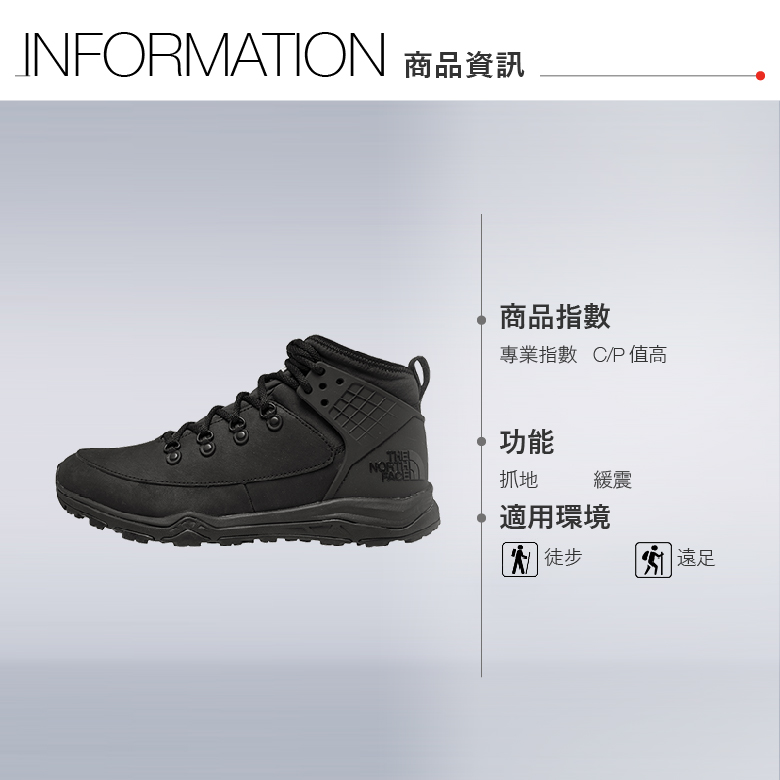 INFORMATION 商品資訊
商品指數
專業指數 C/P 值高
功能
抓地 緩震
適用環境
徒步 遠足
THE
NORTH
FACE